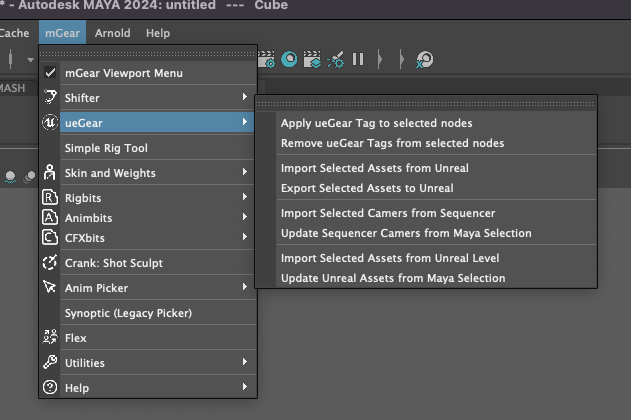 * - Autodesk MAYA 2024: untitled   ---   Cube
Cache mGear Arnold Help
MASH
mGear Viewport Menu
Shifter
ueGear
Simple Rig Tool
Skin and Weights
Rigbits
Animbits
CFXbits
Crank: Shot Sculpt
Anim Picker
Synoptic (Legacy Picker)
Flex
Utilities
Help
Apply ueGear Tag to selected nodes
Remove ueGear Tags from selected nodes
Import Selected Assets from Unreal
Export Selected Assets to Unreal
Import Selected Camers from Sequencer
Update Sequencer Camers from Maya Selection
Import Selected Assets from Unreal Level
Update Unreal Assets from Maya Selection